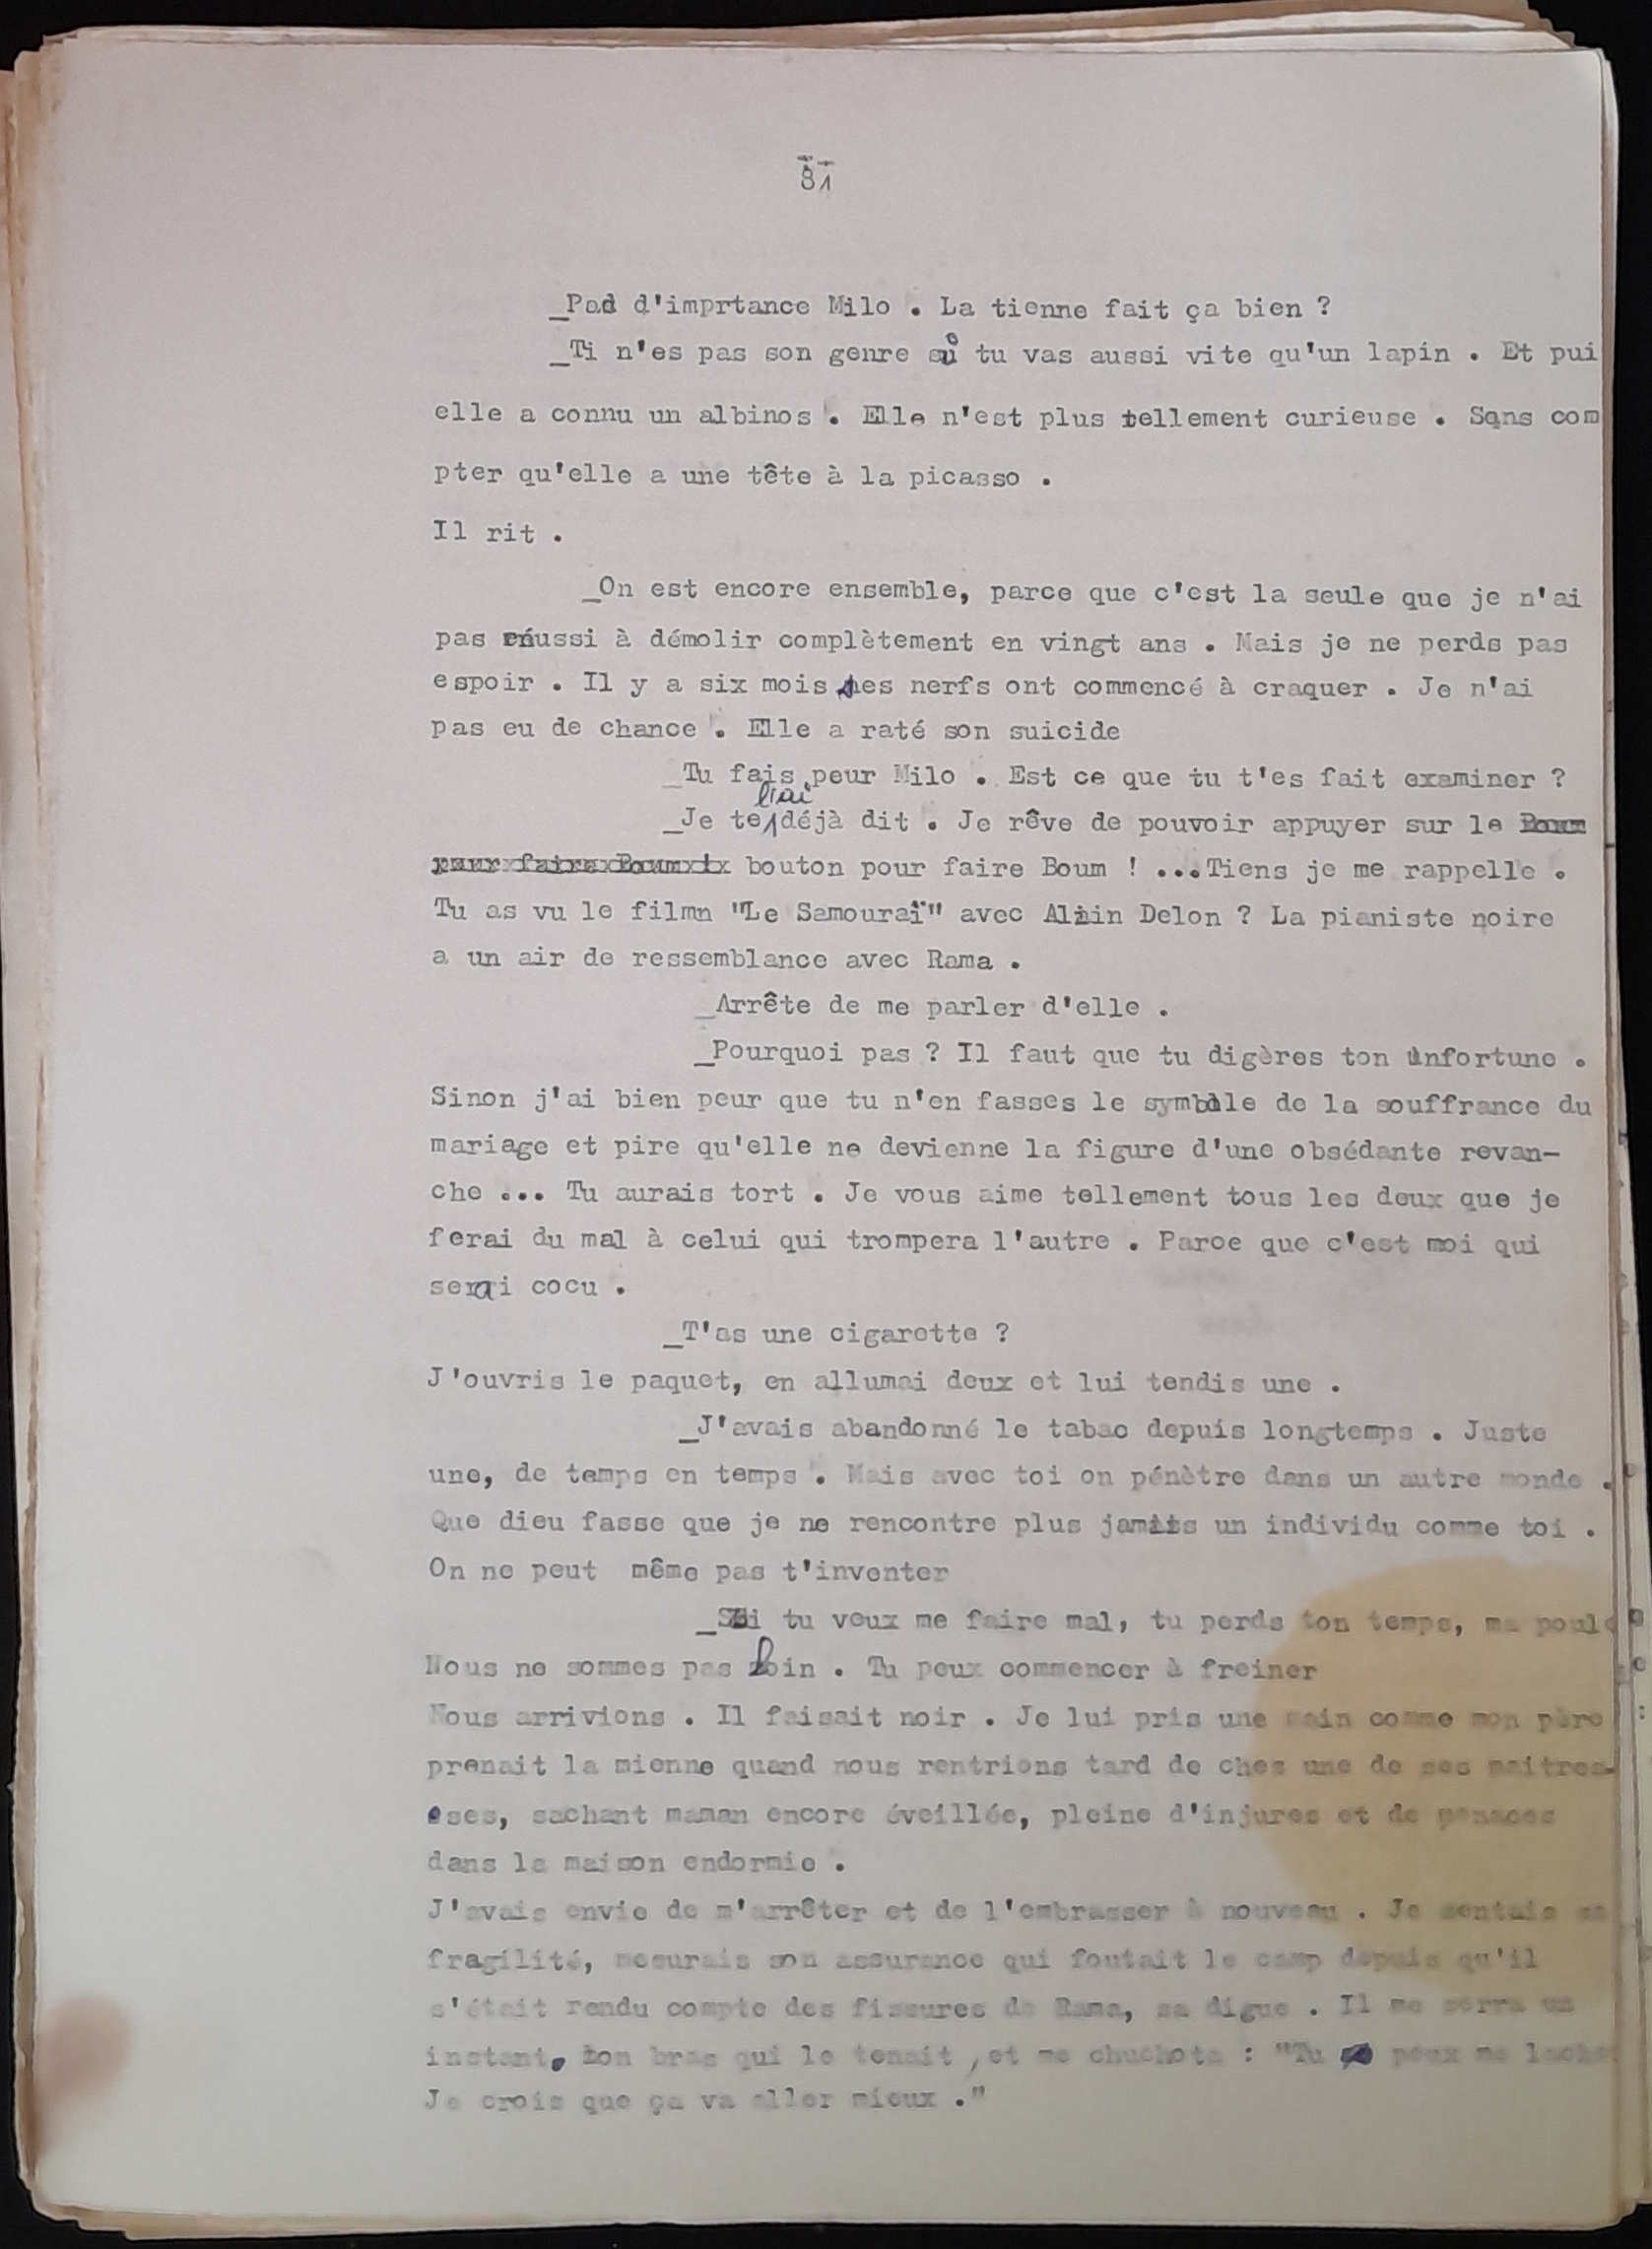 81
_Pad d'imprtance Milo . La tienne fait ça bien ?
_Ti n'es pas son genre si tu vas aussi vite qu'un lapin . Et pui
elle a connu un albinos . Elle n'est plus tellement curieuse . Sans com
pter qu'elle a une tête à la picasso .
Il rit .
_On est encore ensemble, parce que c'est la seule que je n'ai
pas réussi à démolir complètement en vingt ans . Mais je ne perds pas
espoir . Il y a six mois ses nerfs ont commencé à craquer . Je n'ai
pas eu de chance . Elle a raté son suicide
_Tu fais peur Milo . Est ce que tu t'es fait examiner ?
_Je te l'ai déjà dit . Je rêve de pouvoir appuyer sur le Boum
pour faire Boum ! bouton pour faire Boum ! ...Tiens je me rappelle .
Tu as vu le filmn "Le Samouraï" avec Alain Delon ? La pianiste noire
a un air de ressemblance avec Rama .
_Arrête de me parler d'elle .
_Pourquoi pas ? Il faut que tu digères ton infortune .
Sinon j'ai bien peur que tu n'en fasses le symbole de la souffrance du
mariage et pire qu'elle ne devienne la figure d'une obsédante revan-
che ... Tu aurais tort . Je vous aime tellement tous les deux que je
ferai du mal à celui qui trompera l'autre . Parce que c'est moi qui
serai cocu .
_T'as une cigarette ?
J'ouvris le paquet, en allumai deux et lui tendis une .
_J'avais abandonné le tabac depuis longtemps . Juste
une, de temps en temps . Mais avec toi on pénètre dans un autre monde .
Que dieu fasse que je ne rencontre plus jamais un individu comme toi .
On ne peut même pas t'inventer
_Si tu veux me faire mal, tu perds ton temps, ma poule
Nous ne sommes pas loin . Tu peux commencer à freiner
Nous arrivions . Il faisait noir . Je lui pris une main comme mon père
prenait la mienne quand nous rentrions tard de ches une de ses maitres-
ses, sachant maman encore éveillée, pleine d'injures et de menaces
dans la maison endormie .
J'avais envie de m'arrêter et de l'embrasser à nouveau . Je sentais sa
fragilité, mesurais son assurance qui foutait le camp depuis qu'il
s'était rendu compte des fissures de Rama, sa digue . Il me serra un
instant, mon bras qui le tenait , et me chuchota : "Tu peux me lache
Je crois que ça va aller mieux ."